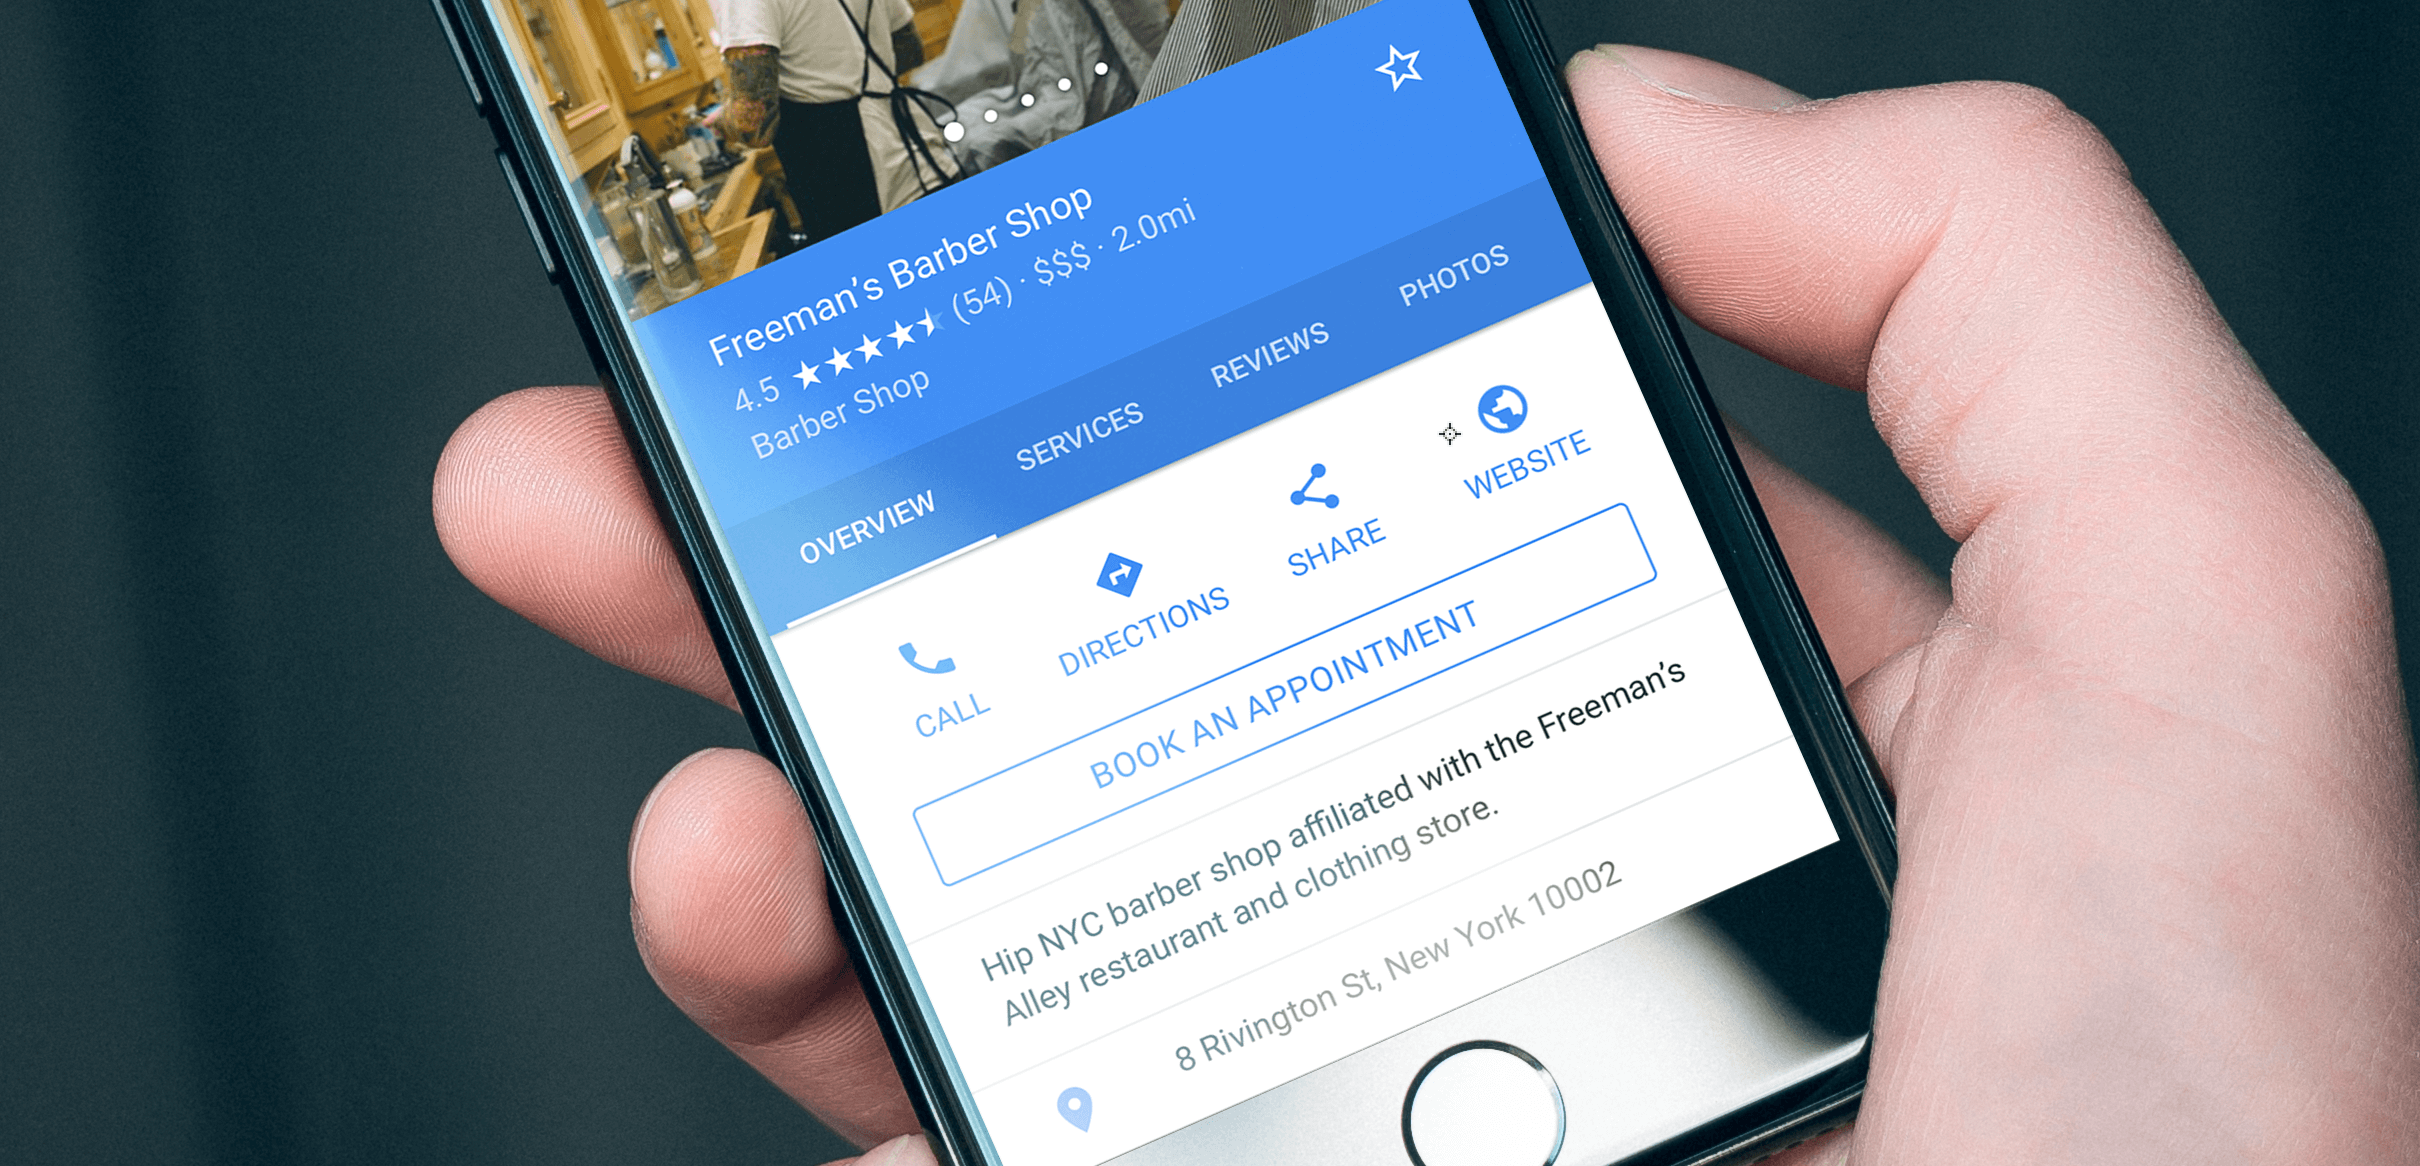 Freeman's Barber Shop
4.5 ★★★★★ (54) · $$$ · 2.0mi
Barber Shop
OVERVIEW SERVICES REVIEWS PHOTOS
CALL DIRECTIONS SHARE WEBSITE
BOOK AN APPOINTMENT
Hip NYC barber shop affiliated with the Freeman's
Alley restaurant and clothing store.
8 Rivington St, New York 10002